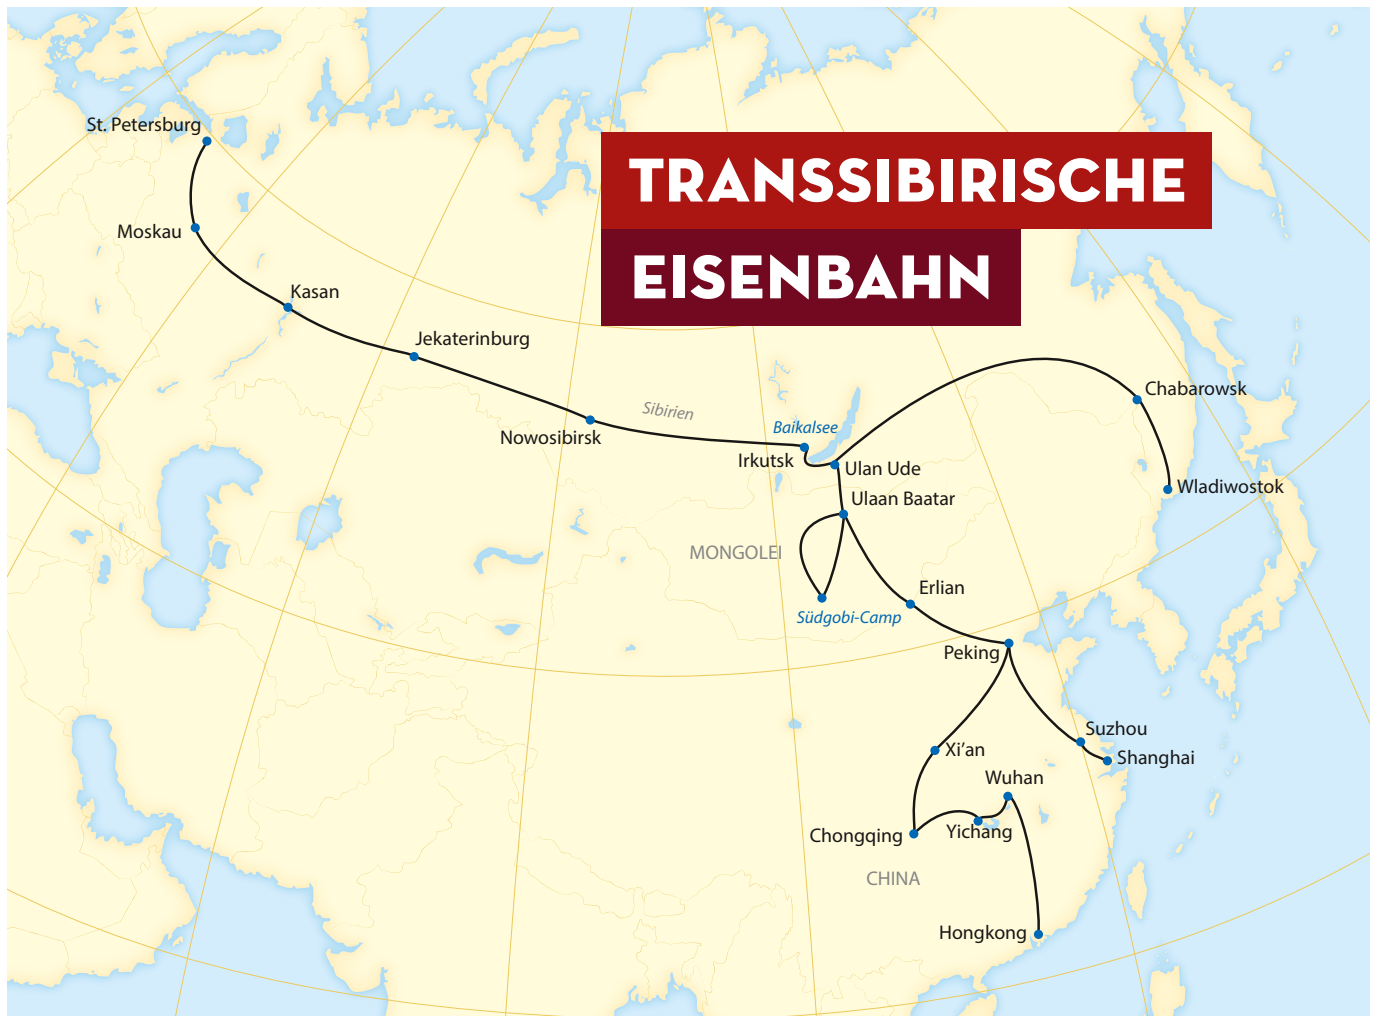 St. Petersburg
TRANSSIBIRISCHE
Moskau
EISENBAHN
Kasan
Jekaterinburg
Chabarowsk
Sibirien
Baikalsee
Nowosibirsk
Irkutsk
Ulan Ude
Wladiwostok
Ulaan Baatar
MONGOLEI
Erlian
Südgobi-Camp
Peking
Suzhou
Xi’an
Shanghai
Wuhan
Yichang
Chongqing
CHINA
Hongkong